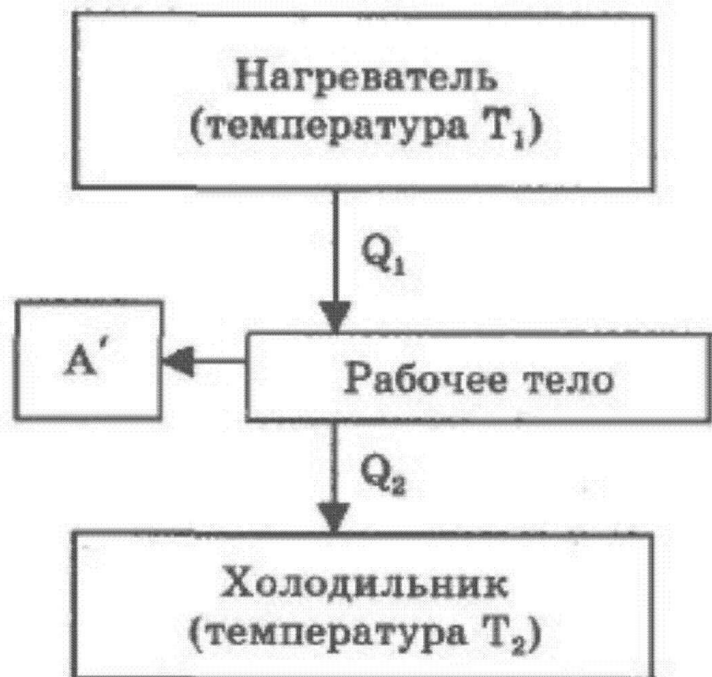 Нагреватель
(температура T₁)
Q₁
A′
Рабочее тело
Q₂
Холодильник
(температура T₂)